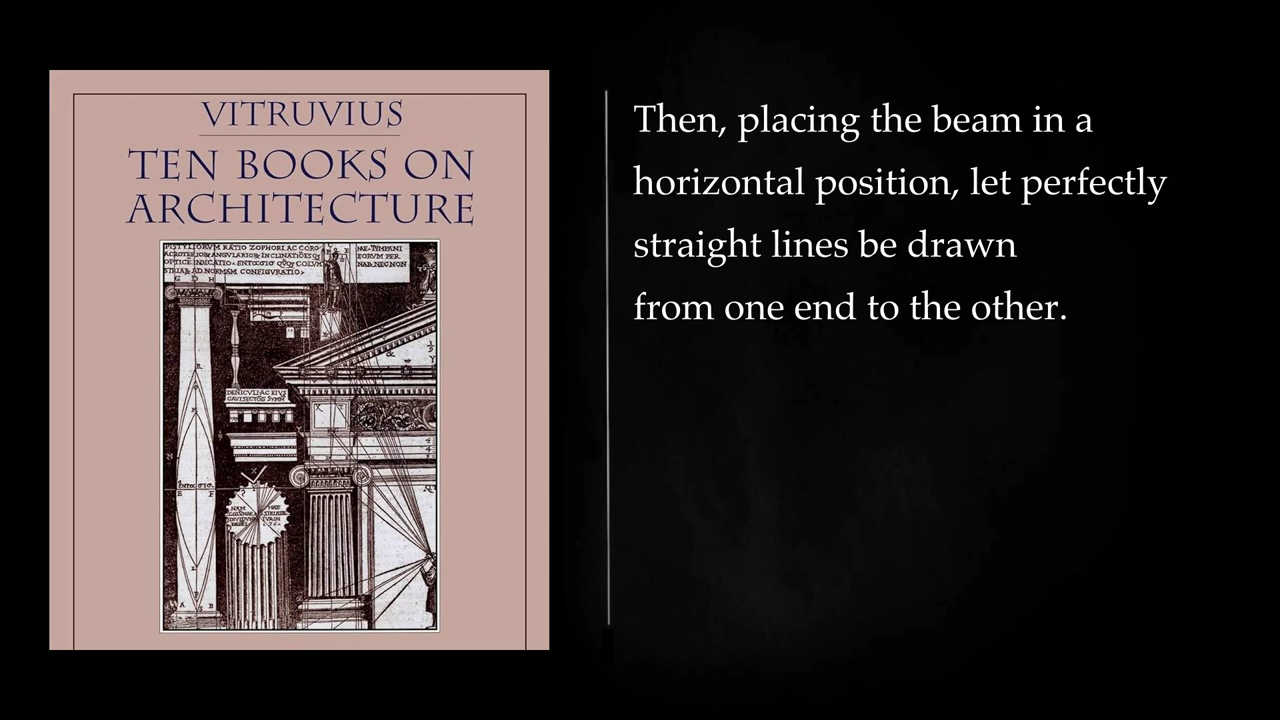 VITRUVIUS
TEN BOOKS ON
ARCHITECTURE
Then, placing the beam in a
horizontal position, let perfectly
straight lines be drawn
from one end to the other.